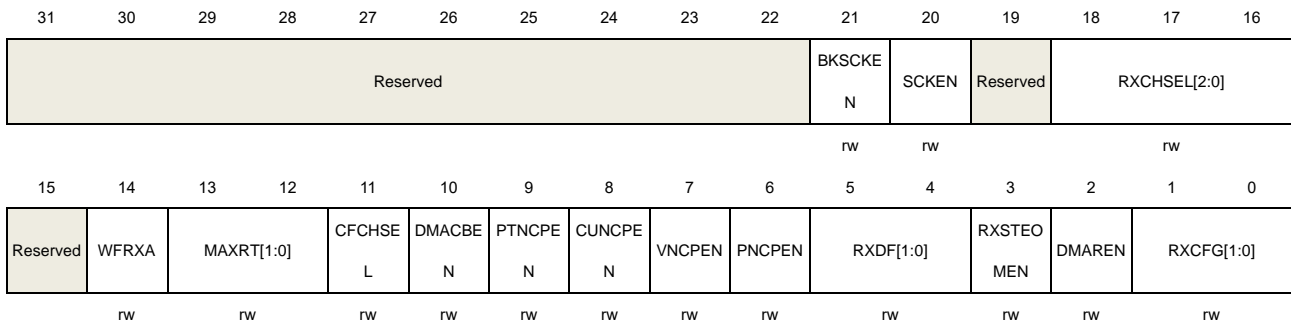 31 30 29 28 27 26 25 24 23 22 21 20 19 18 17 16
Reserved BKSCKE N SCKEN Reserved RXCHSEL[2:0]
rw rw rw
15 14 13 12 11 10 9 8 7 6 5 4 3 2 1 0
Reserved WFRXA MAXRT[1:0] CFCHSE L DMACBE N PTNCPE N CUNCPE N VNCPEN PNCPEN RXDF[1:0] RXSTEO MEN DMAREN RXCFG[1:0]
rw rw rw rw rw rw rw rw rw rw rw rw